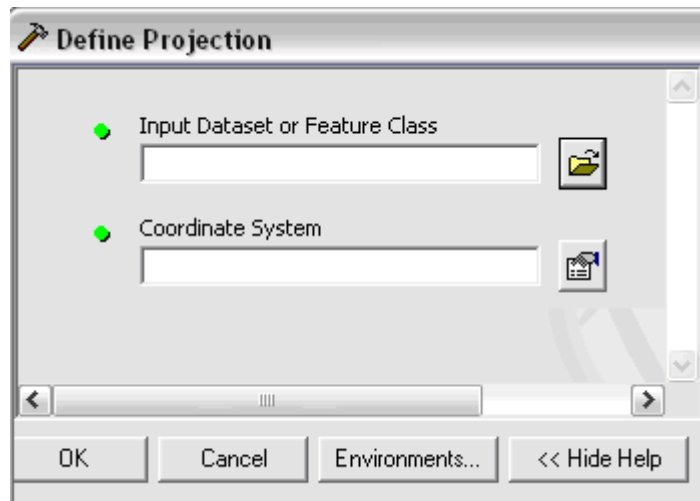 Define Projection
Input Dataset or Feature Class
Coordinate System
OK Cancel Environments... << Hide Help